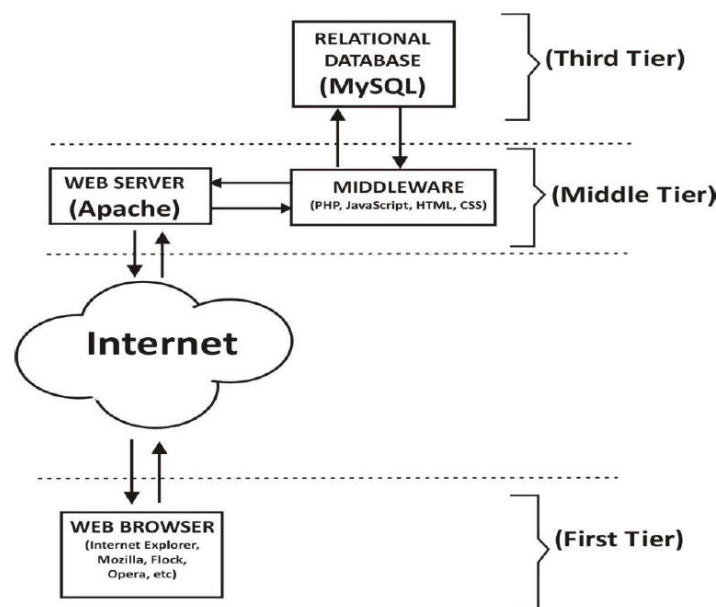 RELATIONAL
DATABASE
(MySQL)
(Third Tier)
WEB SERVER
(Apache)
MIDDLEWARE
(PHP, JavaScript, HTML, CSS)
(Middle Tier)
Internet
WEB BROWSER
(Internet Explorer,
Mozilla, Flock,
Opera, etc)
(First Tier)